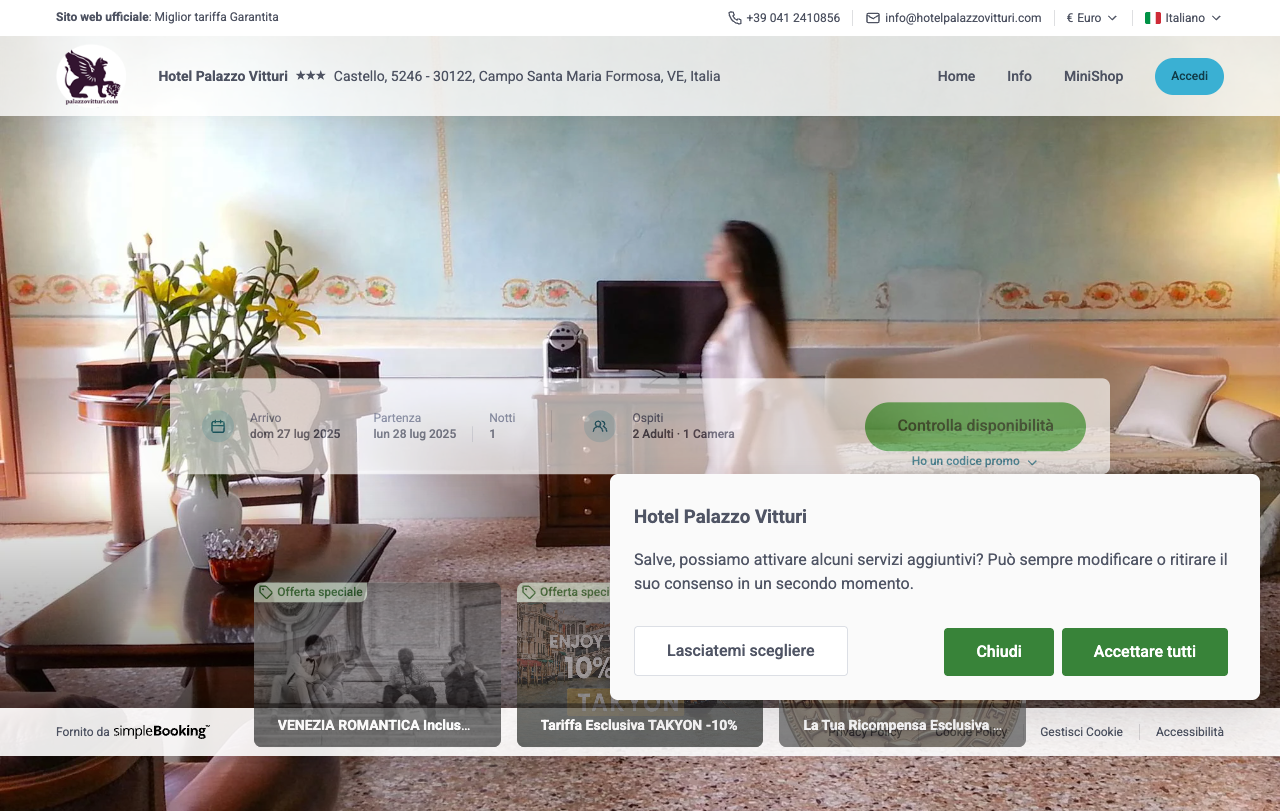 Sito web ufficiale: Miglior tariffa Garantita
+39 041 2410856
info@hotelpalazzovitturi.com
€ Euro
Italiano
palazzovitturi.com
Hotel Palazzo Vitturi ★★★ Castello, 5246 - 30122, Campo Santa Maria Formosa, VE, Italia
Home
Info
MiniShop
Accedi
Arrivo
dom 27 lug 2025
Partenza
lun 28 lug 2025
Notti
1
Ospiti
2 Adulti · 1 Camera
Controlla disponibilità
Ho un codice promo
Hotel Palazzo Vitturi
Salve, possiamo attivare alcuni servizi aggiuntivi? Può sempre modificare o ritirare il
suo consenso in un secondo momento.
Lasciatemi scegliere
Chiudi
Accettare tutti
Offerta speciale
VENEZIA ROMANTICA Inclus…
Offerta speci
ENJOY
10%
TAKYON
Tariffa Esclusiva TAKYON -10%
La Tua Ricompensa Esclusiva
Fornito da simpleBooking
Privacy Policy
Cookie Policy
Gestisci Cookie
Accessibilità